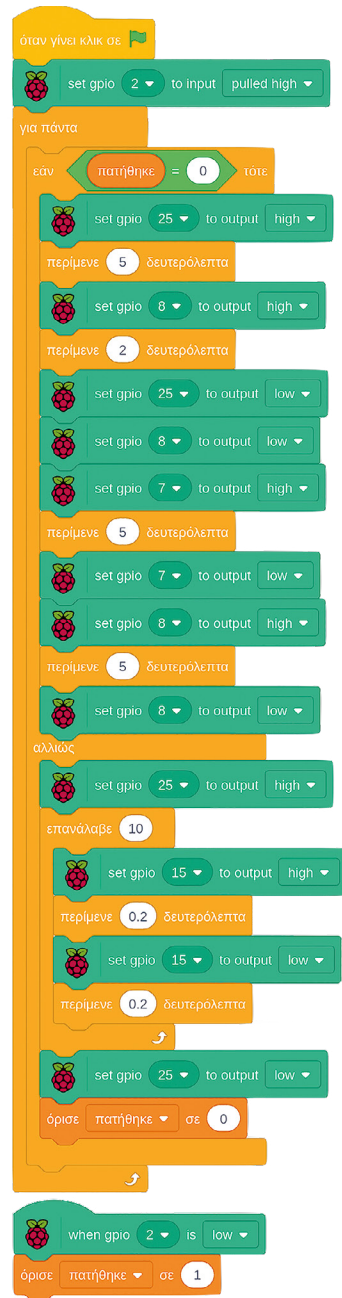 όταν γίνει κλικ σε
set gpio 2 to input pulled high
για πάντα
εάν πατήθηκε = 0 τότε
set gpio 25 to output high
περίμενε 5 δευτερόλεπτα
set gpio 8 to output high
περίμενε 2 δευτερόλεπτα
set gpio 25 to output low
set gpio 8 to output low
set gpio 7 to output high
περίμενε 5 δευτερόλεπτα
set gpio 7 to output low
set gpio 8 to output high
περίμενε 5 δευτερόλεπτα
set gpio 8 to output low
αλλιώς
set gpio 25 to output high
επανάλαβε 10
set gpio 15 to output high
περίμενε 0.2 δευτερόλεπτα
set gpio 15 to output low
περίμενε 0.2 δευτερόλεπτα
set gpio 25 to output low
όρισε πατήθηκε σε 0
when gpio 2 is low
όρισε πατήθηκε σε 1